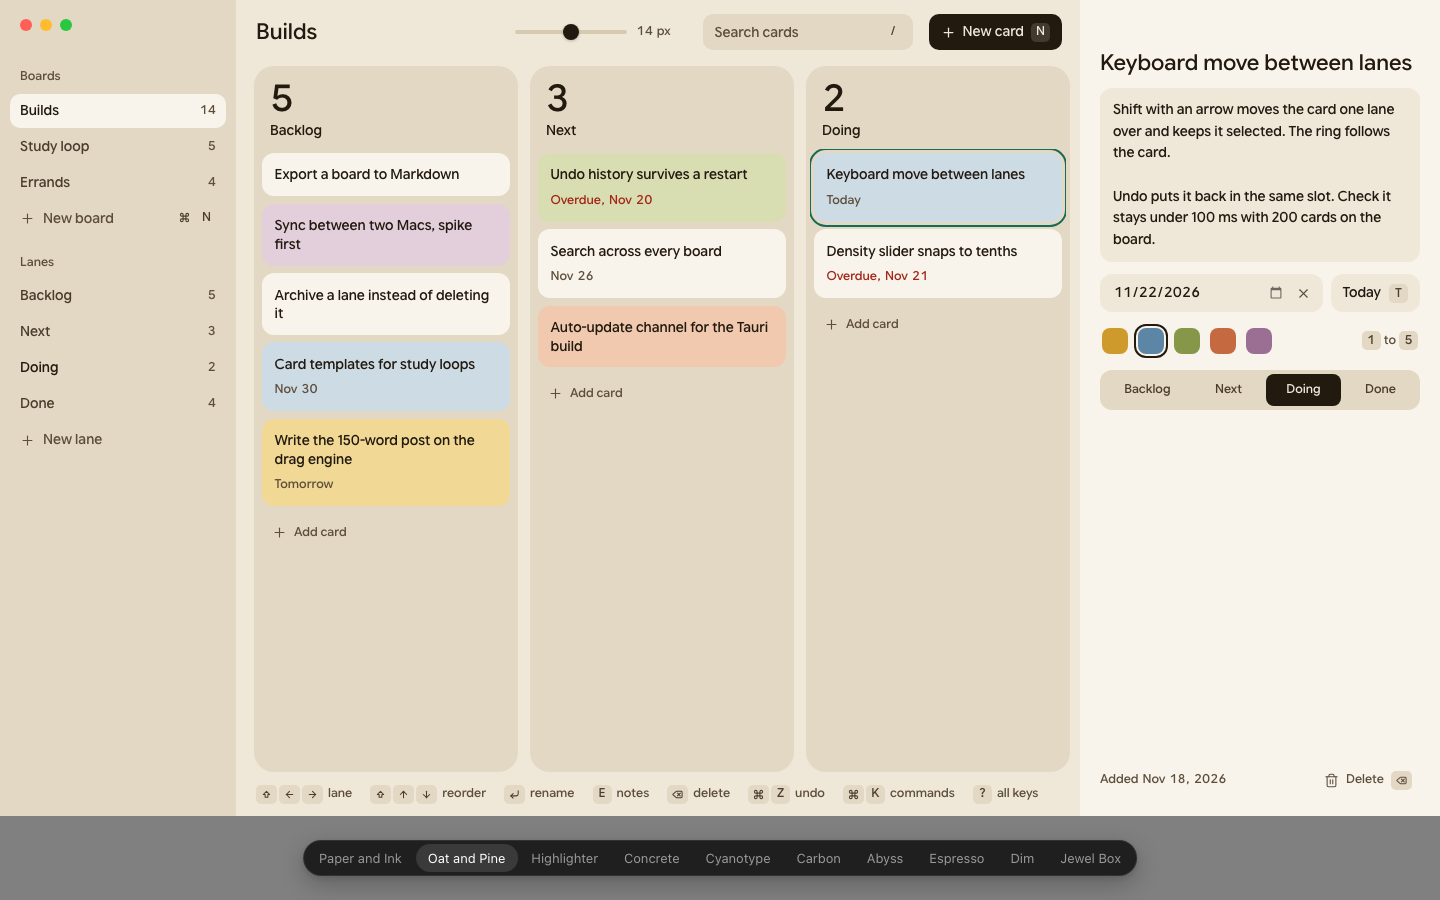 Boards
Builds 14
Study loop 5
Errands 4
New board ⌘ N
Lanes
Backlog 5
Next 3
Doing 2
Done 4
New lane
Builds
14 px
Search cards /
New card N
5
Backlog
Export a board to Markdown
Sync between two Macs, spike
first
Archive a lane instead of deleting
it
Card templates for study loops
Nov 30
Write the 150-word post on the
drag engine
Tomorrow
Add card
3
Next
Undo history survives a restart
Overdue, Nov 20
Search across every board
Nov 26
Auto-update channel for the Tauri
build
Add card
2
Doing
Keyboard move between lanes
Today
Density slider snaps to tenths
Overdue, Nov 21
Add card
⇧ ← → lane ⇧ ↑ ↓ reorder ↵ rename E notes ⌫ delete ⌘ Z undo ⌘ K commands ? all keys
Keyboard move between lanes
Shift with an arrow moves the card one lane
over and keeps it selected. The ring follows
the card.
Undo puts it back in the same slot. Check it
stays under 100 ms with 200 cards on the
board.
11/22/2026 Today T
1 to 5
Backlog Next Doing Done
Added Nov 18, 2026 Delete ⌫
Paper and Ink Oat and Pine Highlighter Concrete Cyanotype Carbon Abyss Espresso Dim Jewel Box